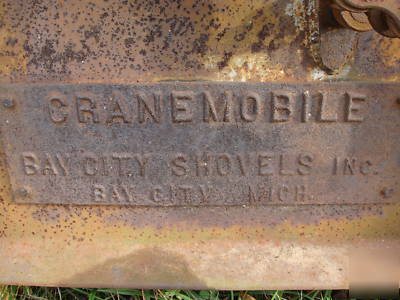 CRANEMOBILE
BAY CITY SHOVELS INC.
BAY CITY MICH.